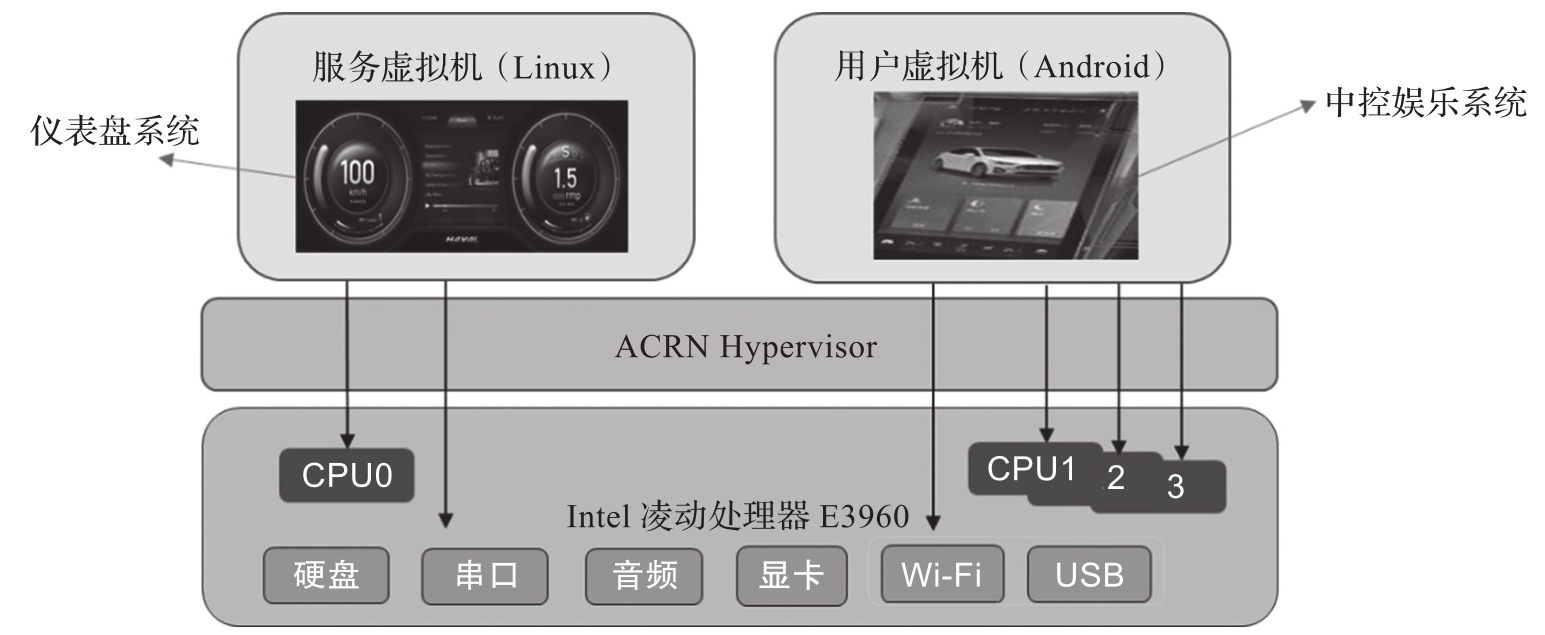 服务虚拟机（Linux）
用户虚拟机（Android）
仪表盘系统
中控娱乐系统
100
km/h
S
1.5
rmp
HAVAL
ACRN Hypervisor
CPU0
CPU1
2
3
Intel 凌动处理器 E3960
硬盘
串口
音频
显卡
Wi-Fi
USB